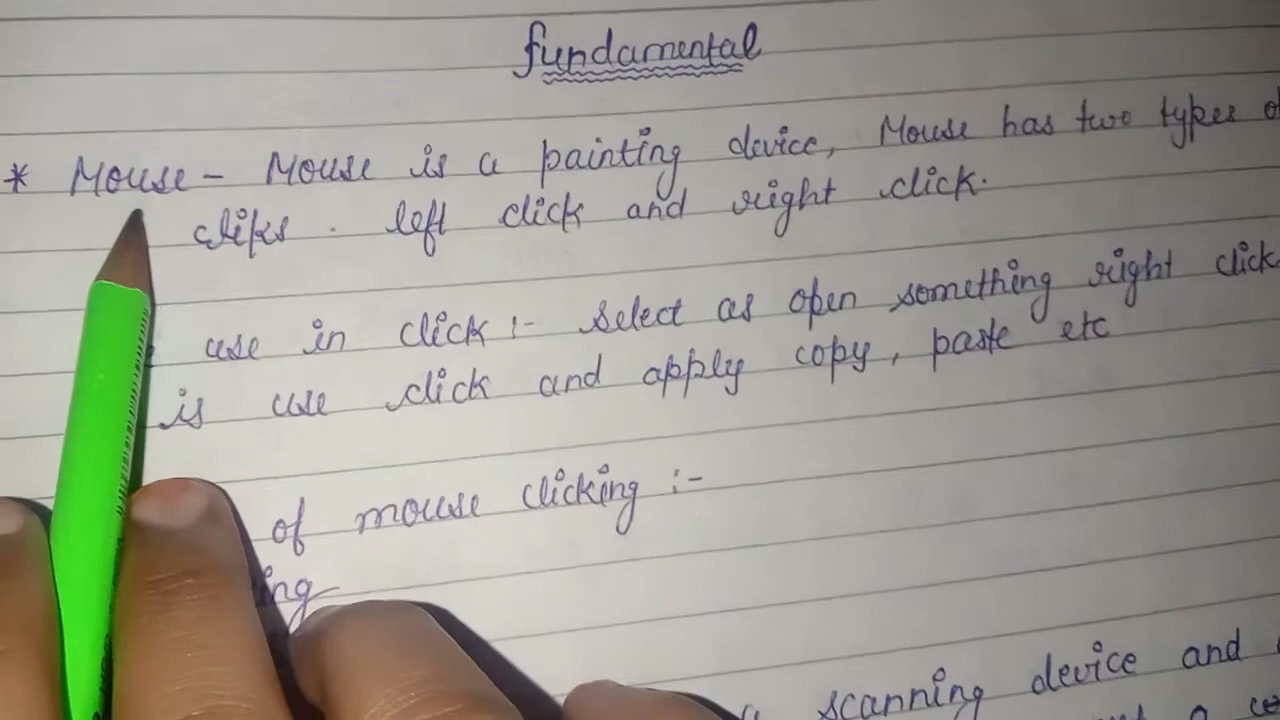 fundamental
* Mouse - Mouse is a painting device, Mouse has two types of
cliks . left click and right click.
use in click :- select as open something right click
is use click and apply copy, paste etc
of mouse clicking :-
ing
scanning device and